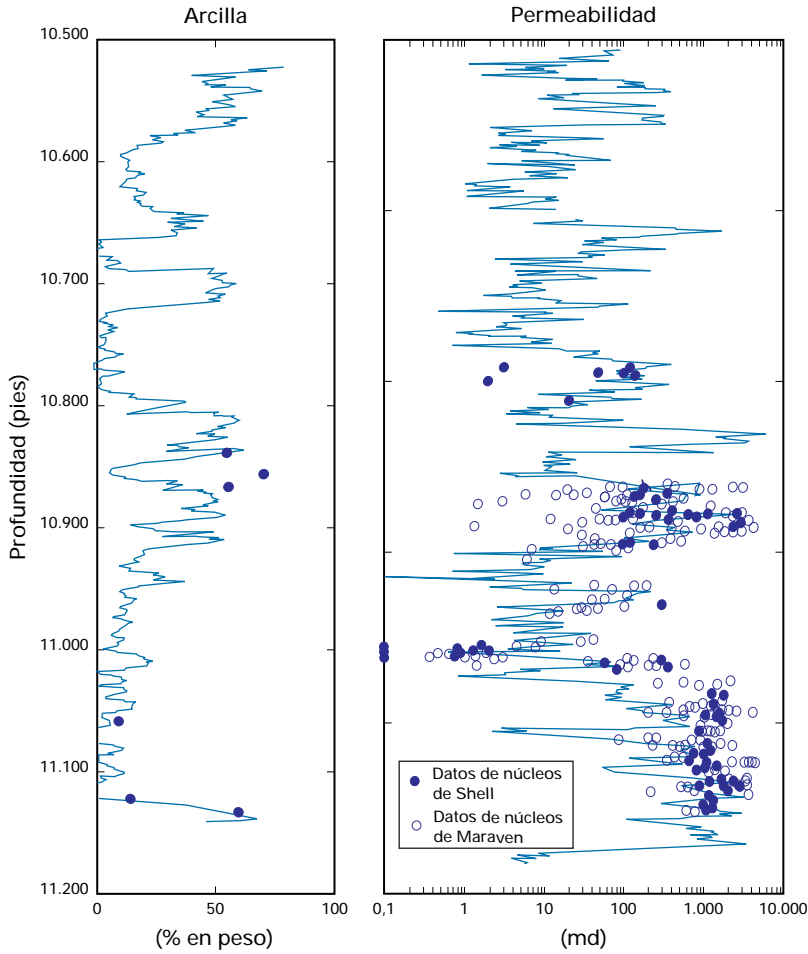 Arcilla
Permeabilidad
Profundidad (pies)
10.500
10.600
10.700
10.800
10.900
11.000
11.100
11.200
Datos de núcleos
de Shell
Datos de núcleos
de Maraven
0 50 100
(% en peso)
0,1 1 10 100 1.000 10.000
(md)